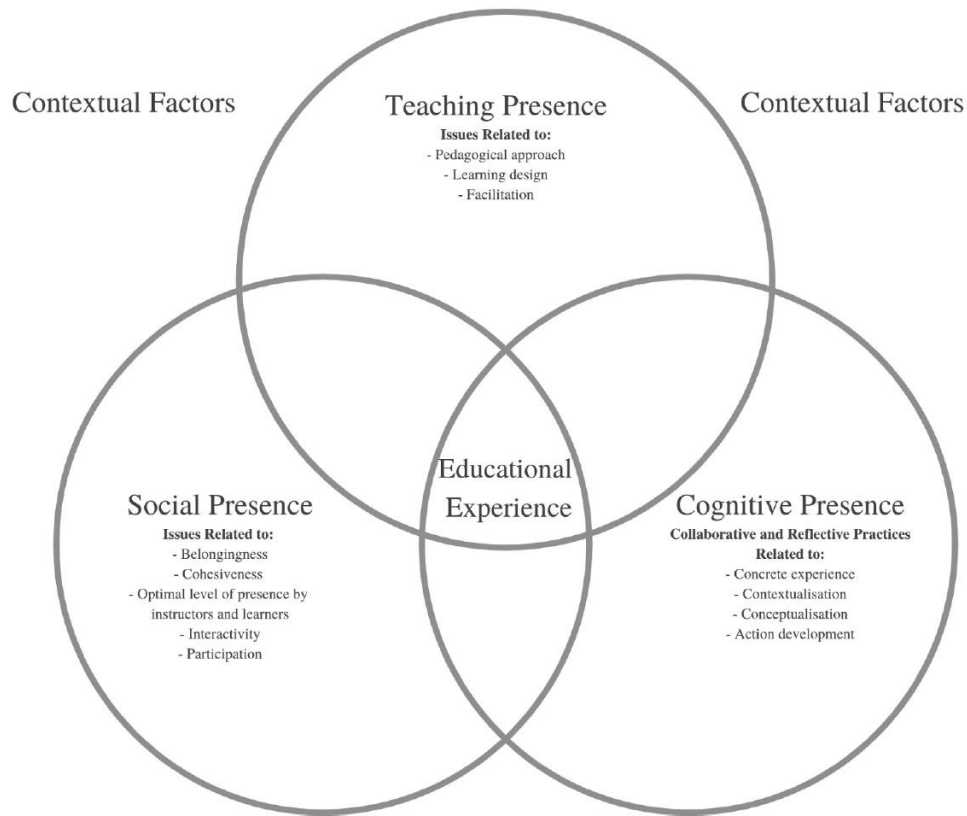 Contextual Factors
Contextual Factors
Teaching Presence
Issues Related to:
- Pedagogical approach
- Learning design
- Facilitation
Educational
Experience
Social Presence
Issues Related to:
- Belongingness
- Cohesiveness
- Optimal level of presence by
instructors and learners
- Interactivity
- Participation
Cognitive Presence
Collaborative and Reflective Practices
Related to:
- Concrete experience
- Contextualisation
- Conceptualisation
- Action development